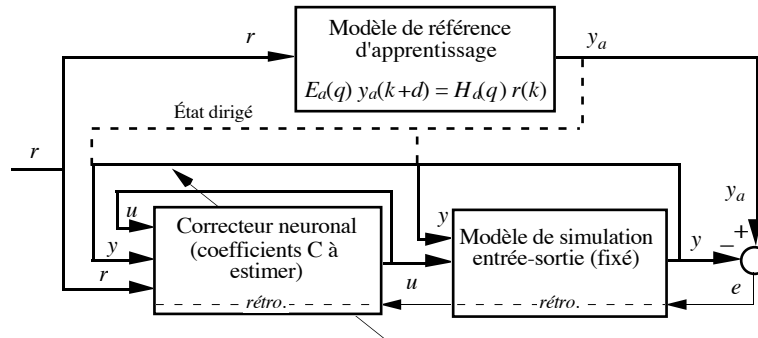 Modèle de référence
d'apprentissage
E_a(q) y_a(k+d) = H_a(q) r(k)
r
y_a
État dirigé
r
y_a
u
y
r
Correcteur neuronal
(coefficients C à
estimer)
rétro.
u
y
Modèle de simulation
entrée-sortie (fixé)
rétro.
y
+
−
e